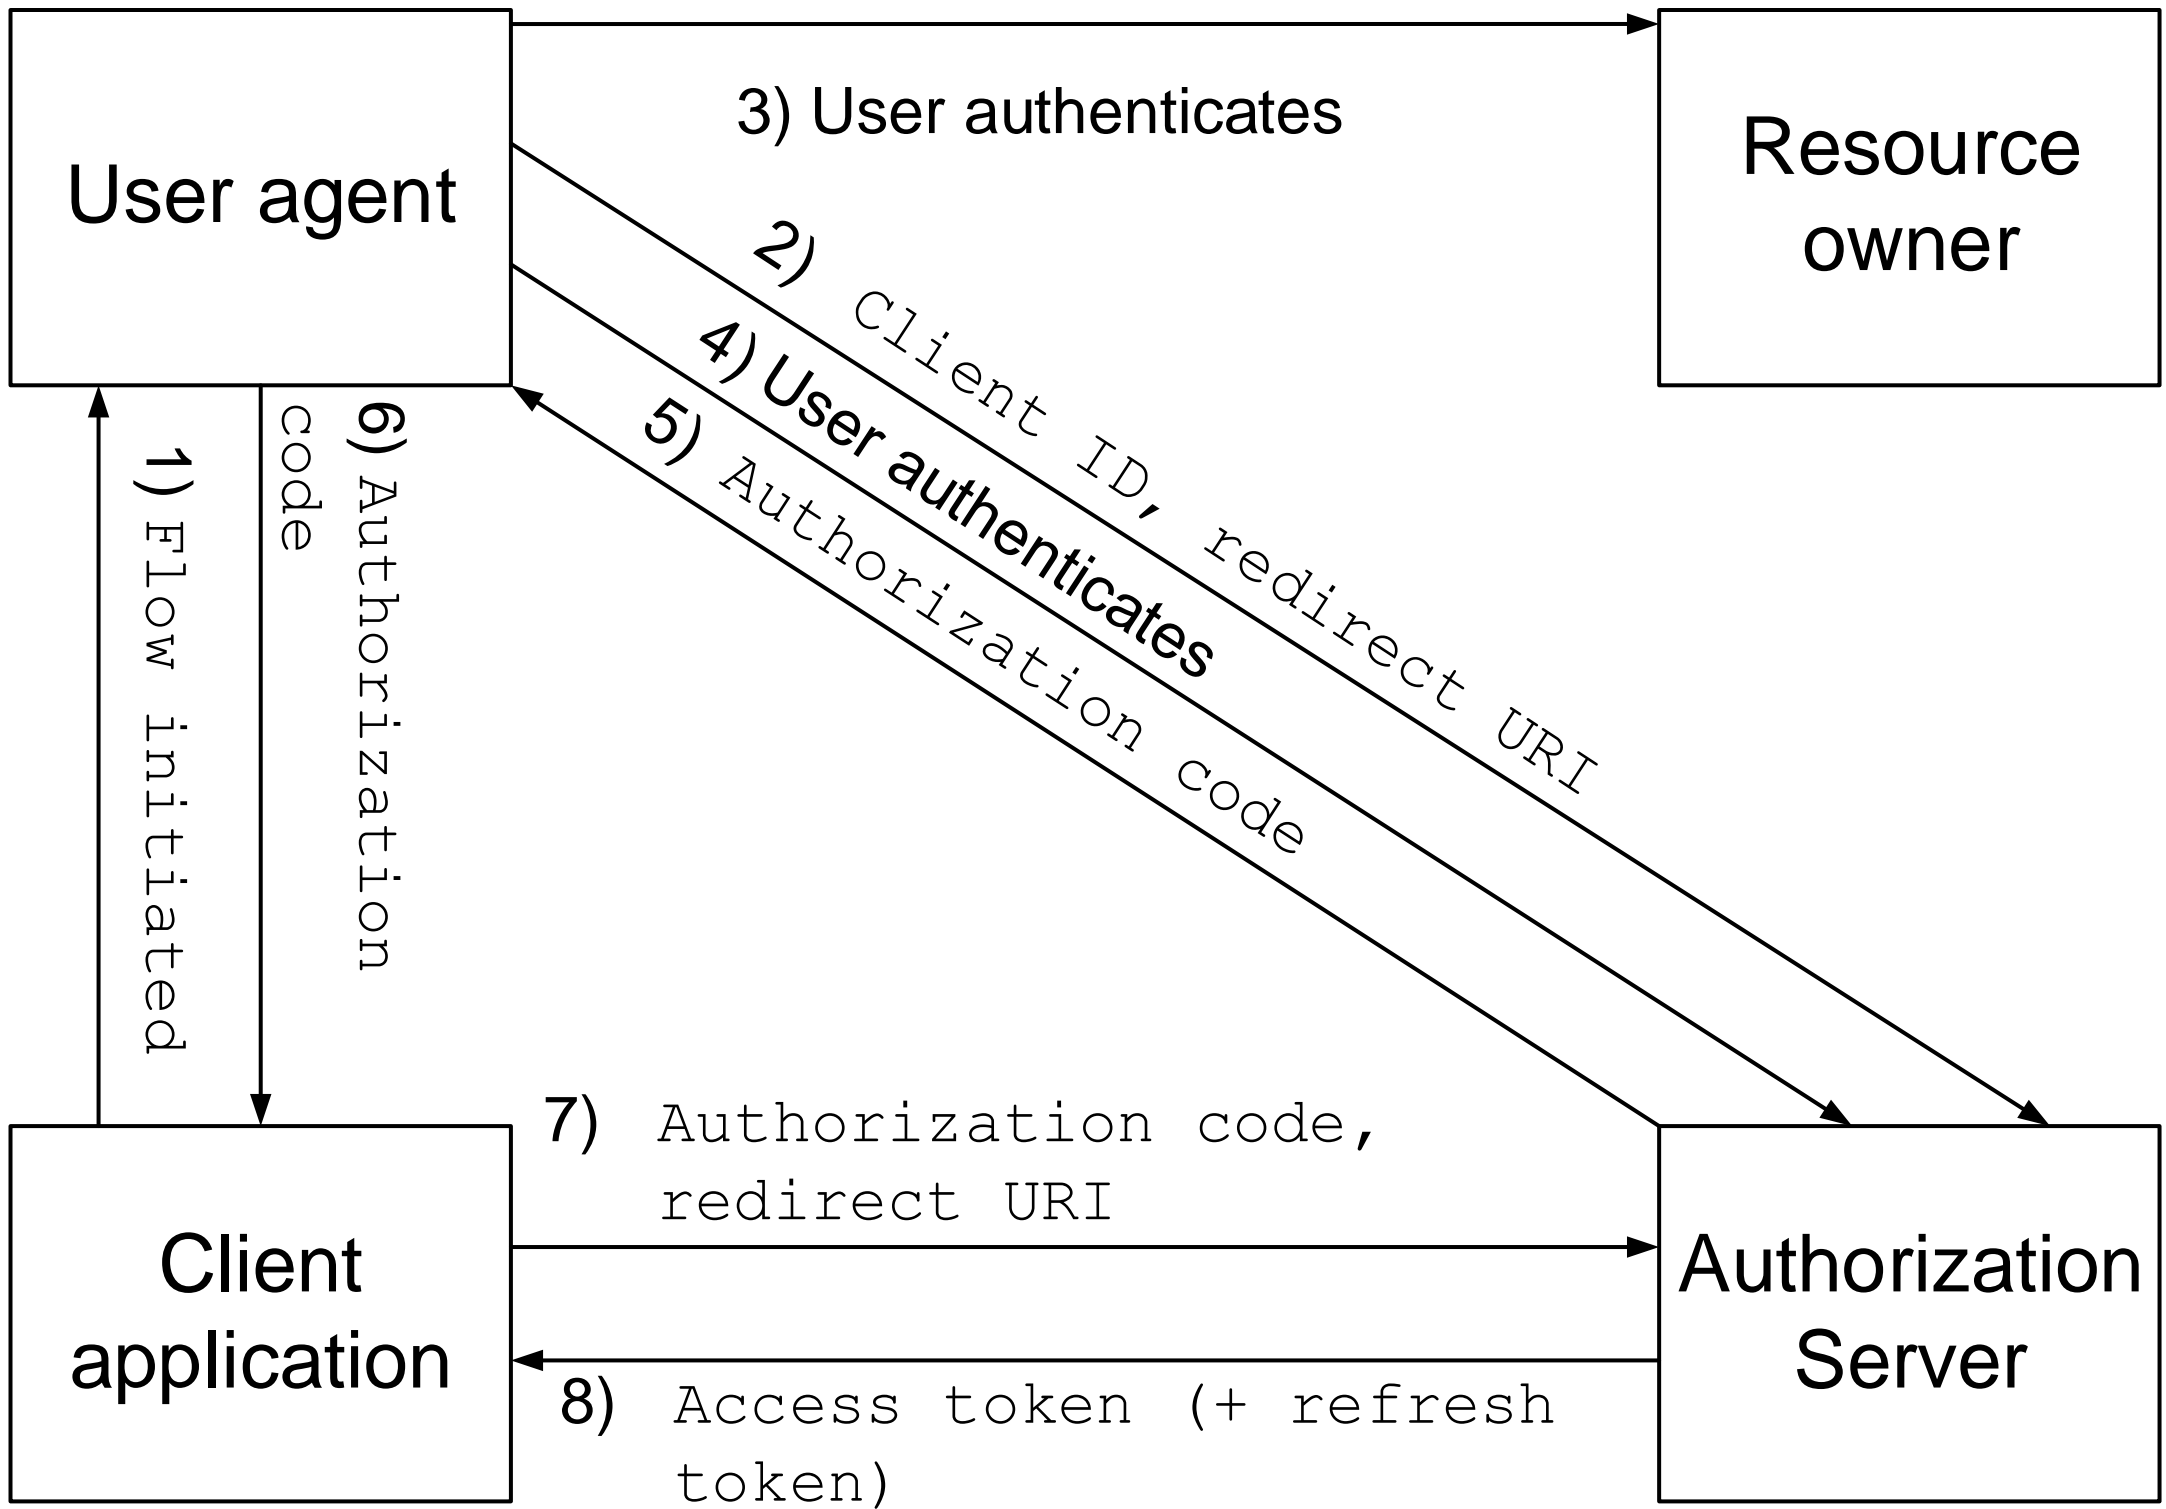 User agent
3) User authenticates
Resource
owner
2) Client ID, redirect URI
4) User authenticates
5) Authorization code
1) Flow initiated
6) Authorization
code
7) Authorization code,
redirect URI
Client
application
Authorization
Server
8) Access token (+ refresh
token)